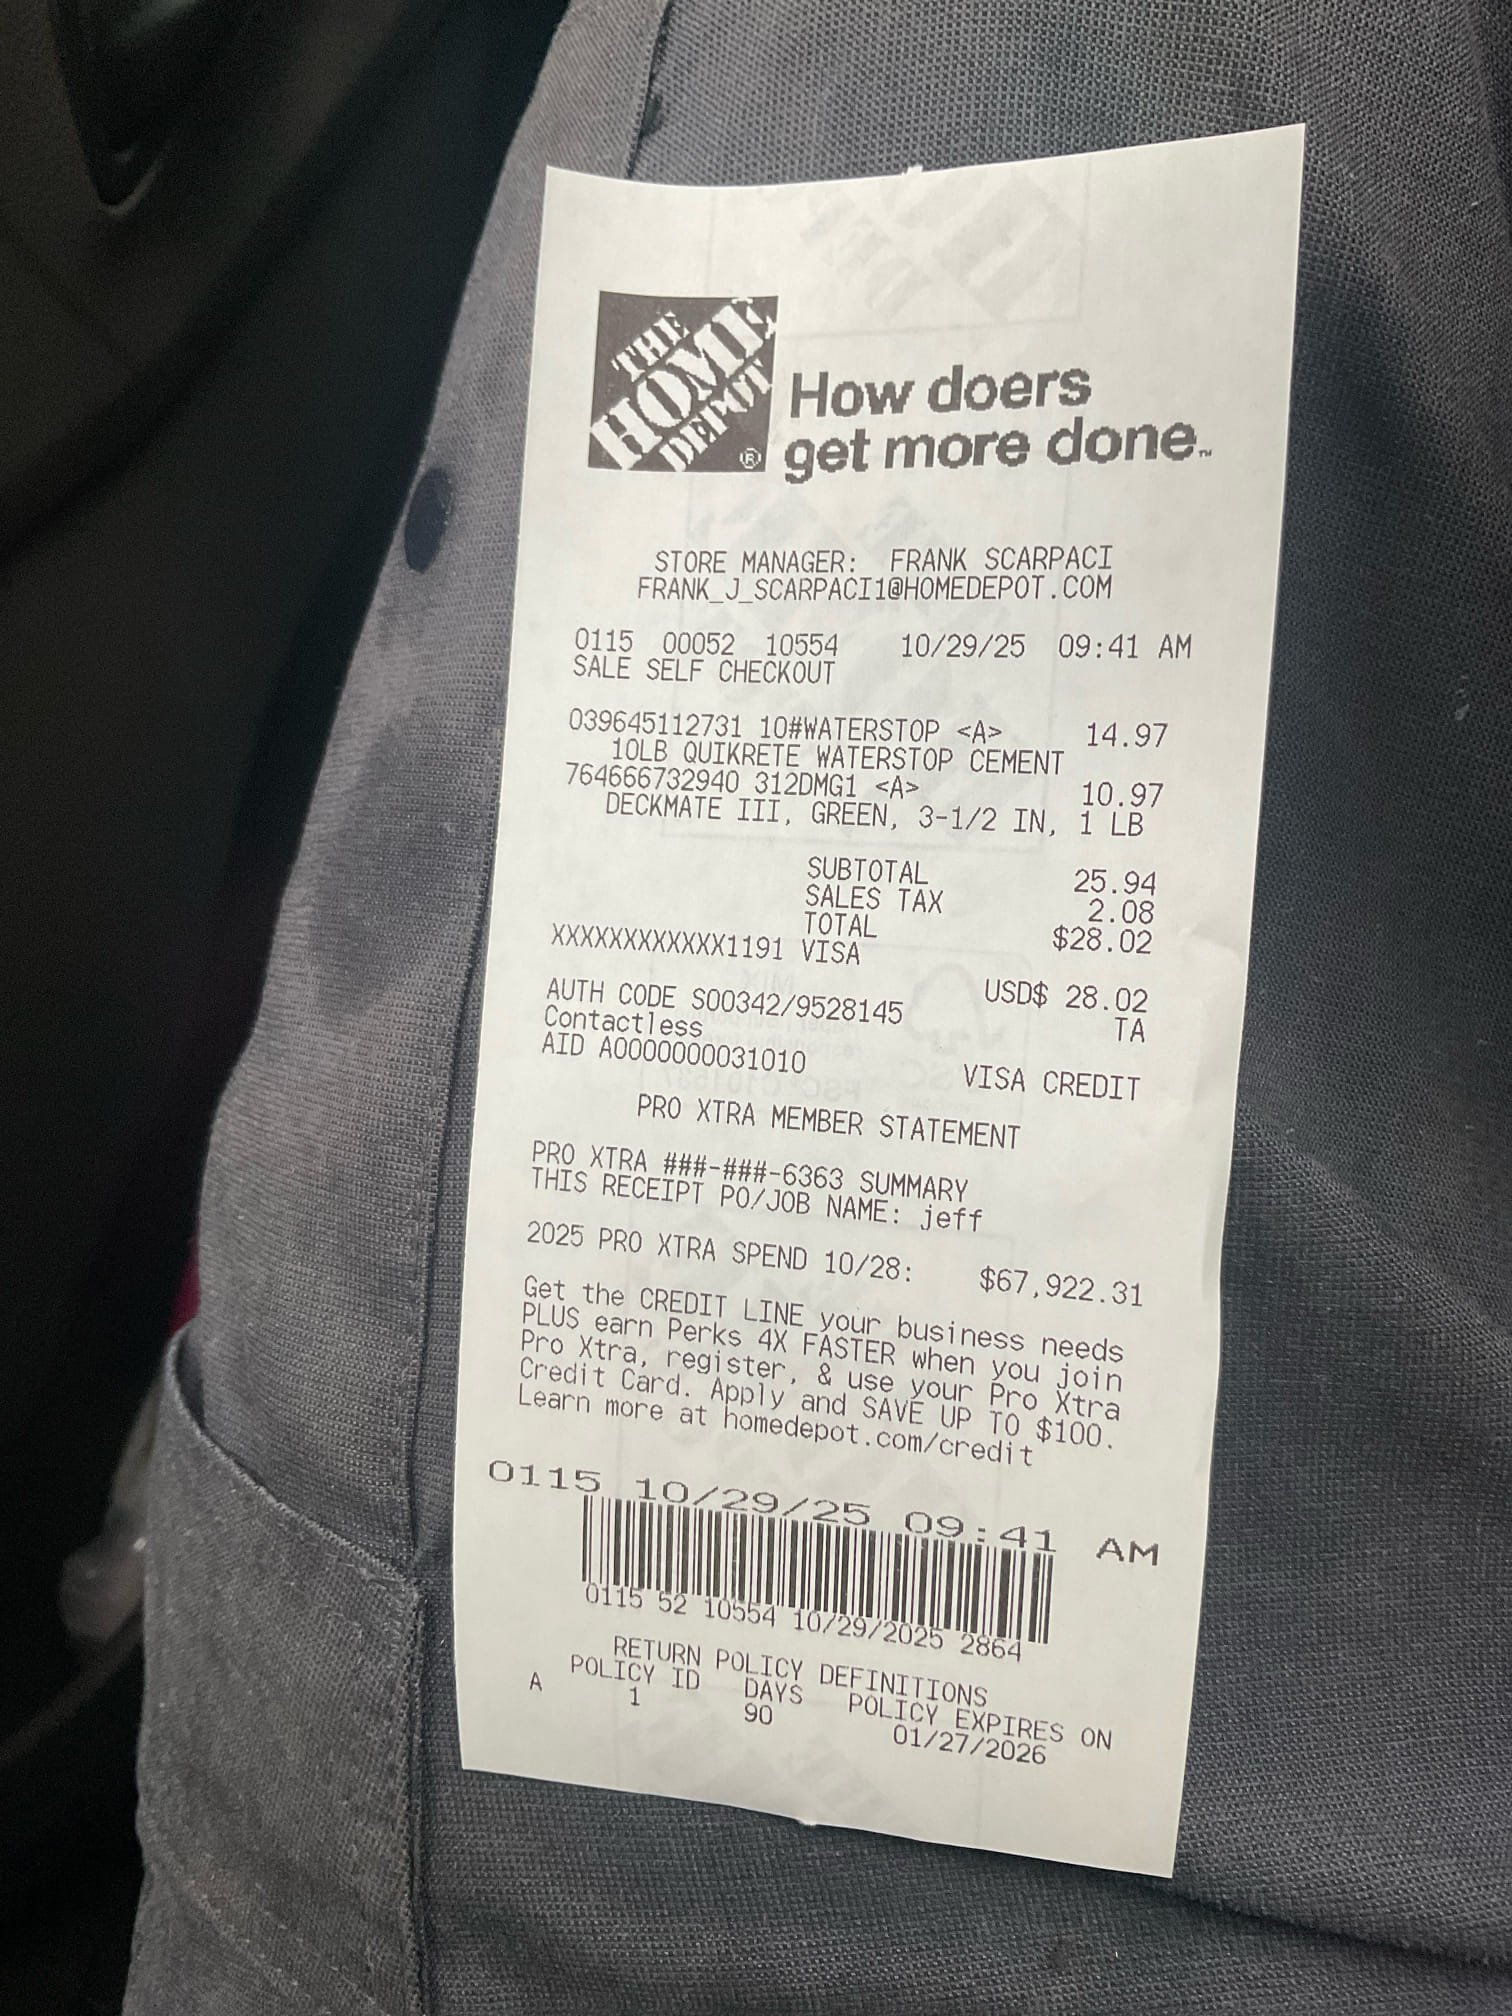 THE
HOME
DEPOT
®
How doers
get more done™
STORE MANAGER: FRANK SCARPACI
FRANK_J_SCARPACI1@HOMEDEPOT.COM
0115 00052 10554 10/29/25 09:41 AM
SALE SELF CHECKOUT
039645112731 10#WATERSTOP <A> 14.97
10LB QUIKRETE WATERSTOP CEMENT
764666732940 312DMG1 <A> 10.97
DECKMATE III, GREEN, 3-1/2 IN, 1 LB
SUBTOTAL 25.94
SALES TAX 2.08
TOTAL $28.02
XXXXXXXXXXXX1191 VISA
USD$ 28.02
AUTH CODE S00342/9528145 TA
Contactless
AID A0000000031010 VISA CREDIT
PRO XTRA MEMBER STATEMENT
PRO XTRA ###-###-6363 SUMMARY
THIS RECEIPT PO/JOB NAME: jeff
2025 PRO XTRA SPEND 10/28: $67,922.31
Get the CREDIT LINE your business needs
PLUS earn Perks 4X FASTER when you join
Pro Xtra, register, & use your Pro Xtra
Credit Card. Apply and SAVE UP TO $100.
Learn more at homedepot.com/credit
0115 10/29/25 09:41 AM
0115 52 10554 10/29/2025 2864
RETURN POLICY DEFINITIONS
POLICY ID DAYS POLICY EXPIRES ON
A 1 90 01/27/2026